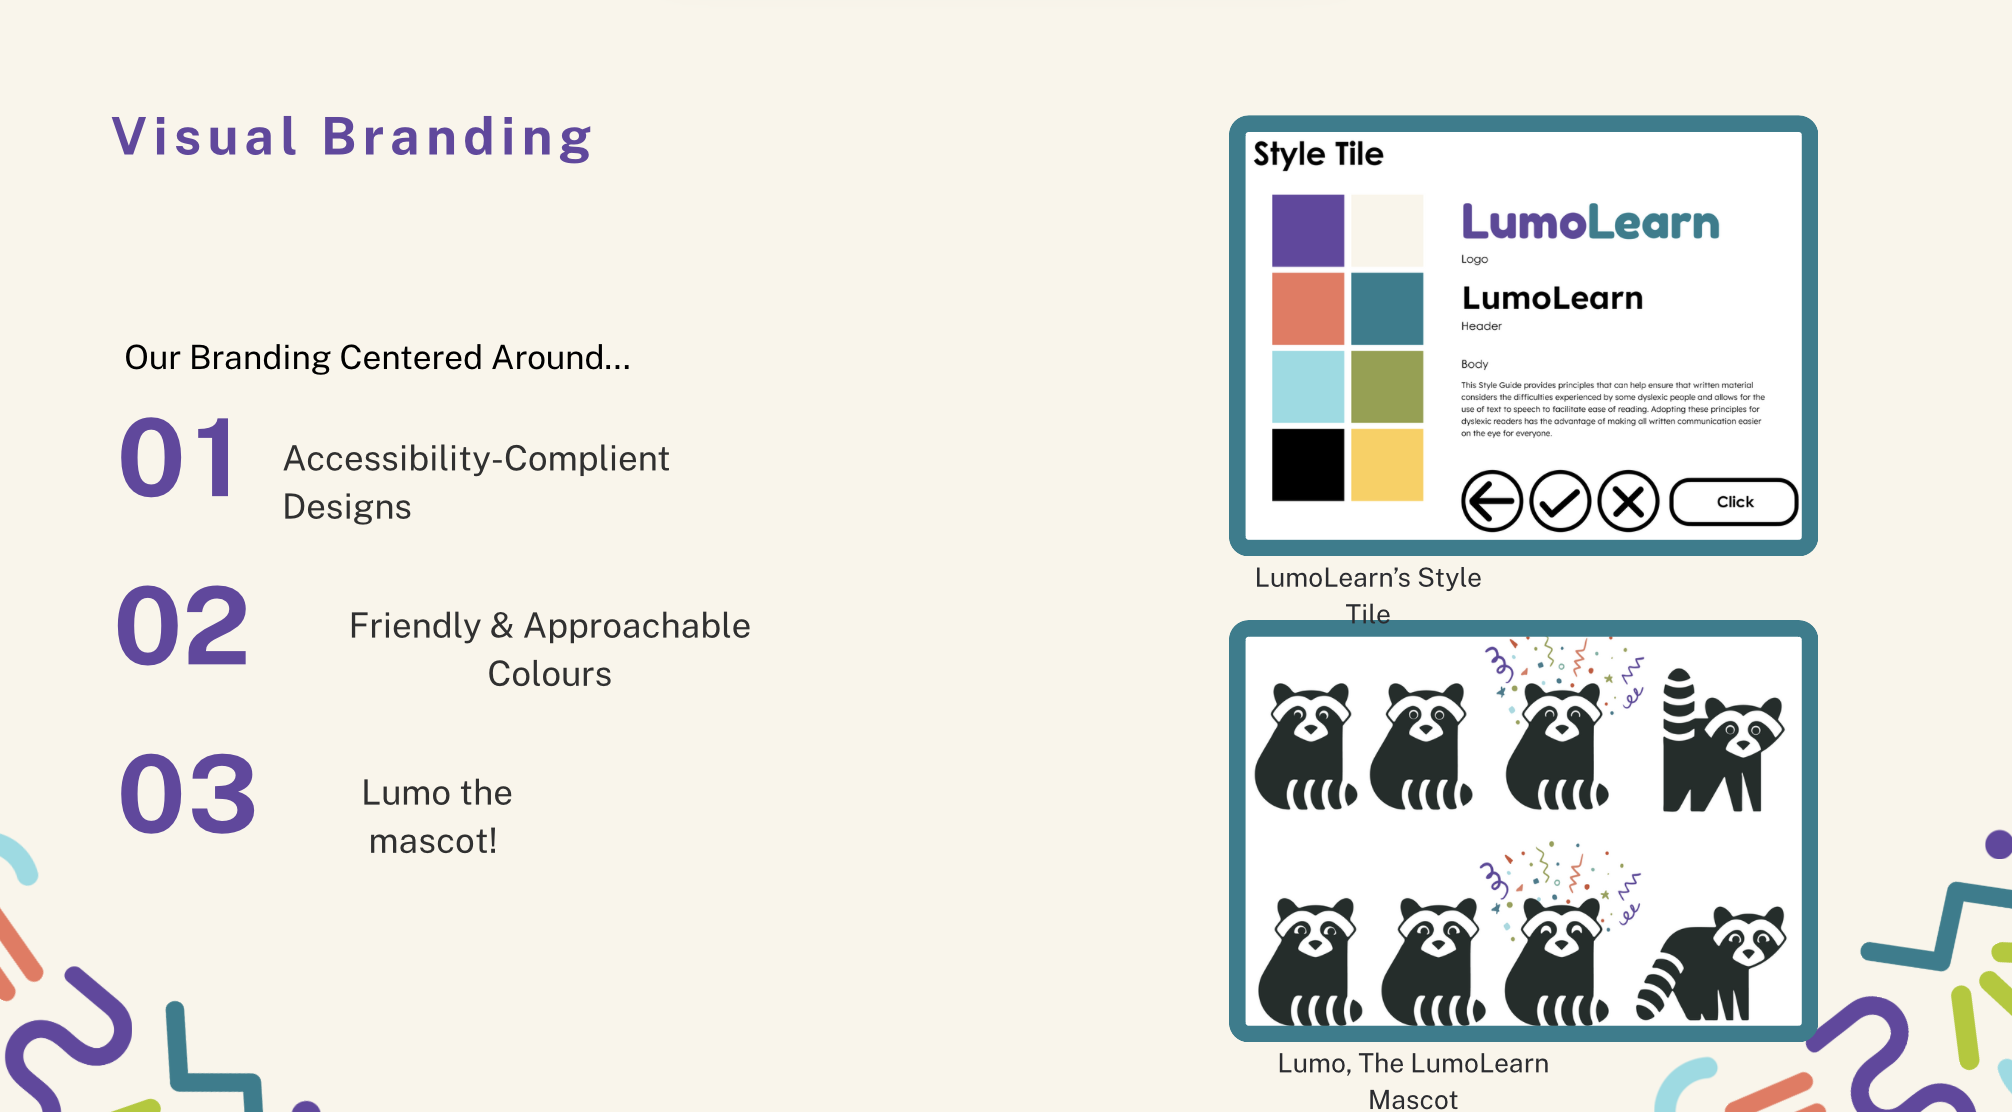 Visual Branding
Our Branding Centered Around...
01
Accessibility-Complient
Designs
02
Friendly & Approachable
Colours
03
Lumo the
mascot!
Style Tile
LumoLearn
Logo
LumoLearn
Header
Body
This Style Guide provides principles that can help ensure that written material
considers the difficulties experienced by some dyslexic people and allows for the
use of text to speech to facilitate ease of reading. Adopting these principles for
dyslexic readers has the advantage of making all written communication easier
on the eye for everyone.
Click
LumoLearn’s Style
Tile
Lumo, The LumoLearn
Mascot